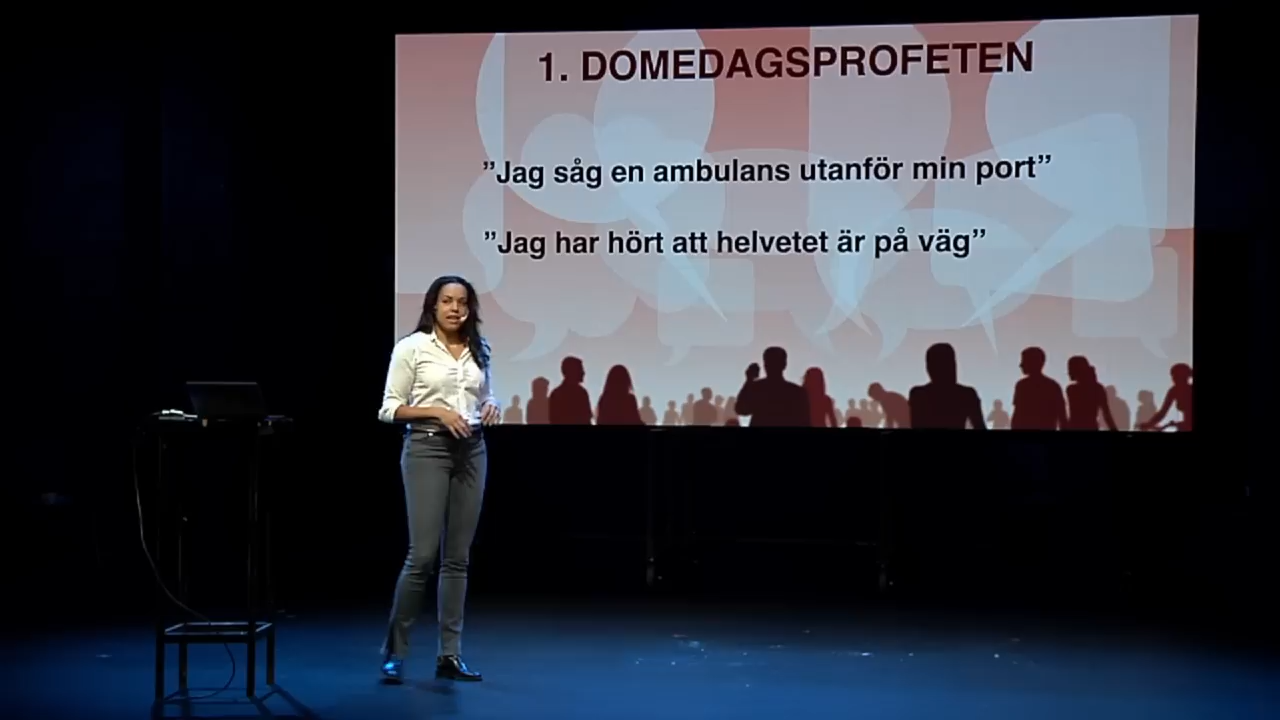 1. DOMEDAGSPROFETEN
”Jag såg en ambulans utanför min port”
”Jag har hört att helvetet är på väg”